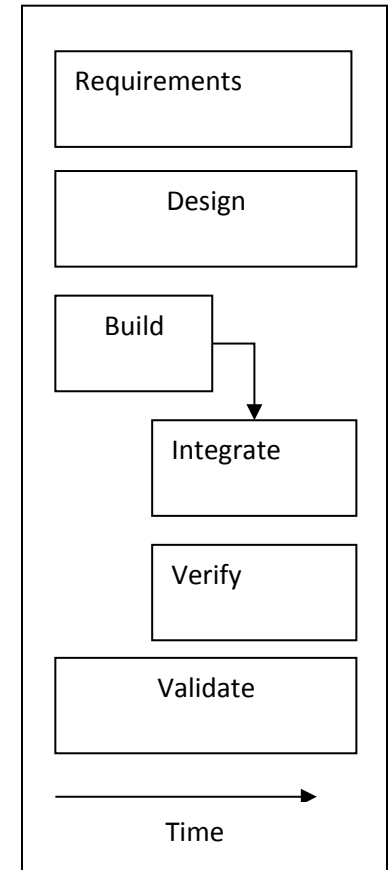 Requirements
Design
Build
Integrate
Verify
Validate
Time